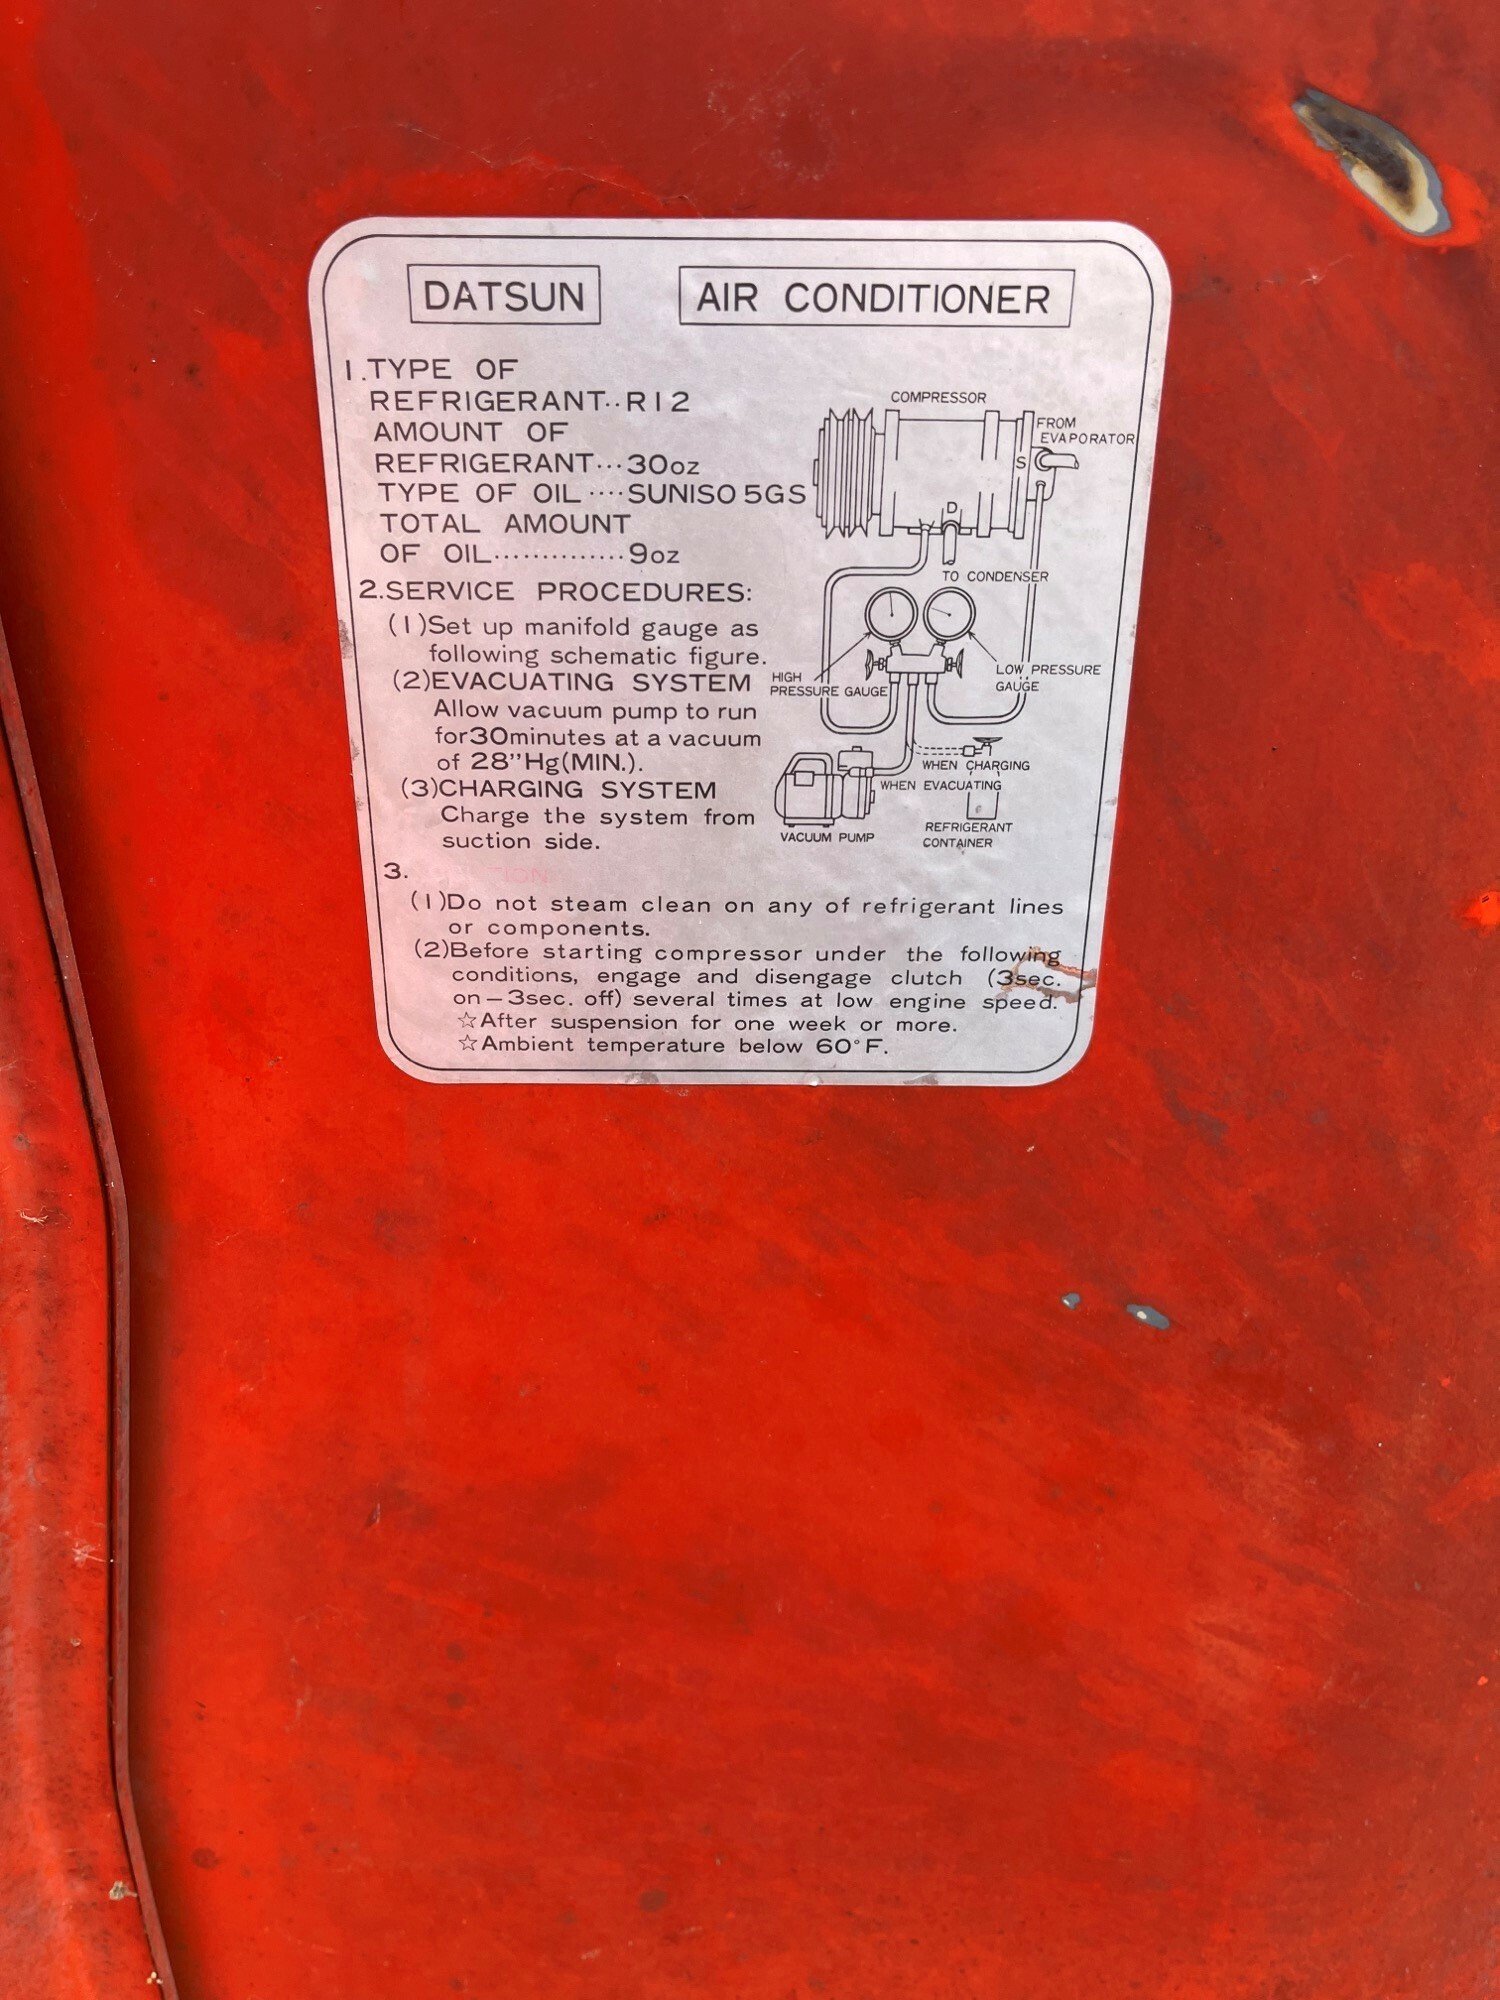 DATSUN AIR CONDITIONER
1. TYPE OF
REFRIGERANT··R12
AMOUNT OF
REFRIGERANT···30oz
TYPE OF OIL ····SUNISO 5GS
TOTAL AMOUNT
OF OIL··············9oz
2.SERVICE PROCEDURES:
(1)Set up manifold gauge as
following schematic figure.
(2)EVACUATING SYSTEM
Allow vacuum pump to run
for30minutes at a vacuum
of 28"Hg(MIN.).
(3)CHARGING SYSTEM
Charge the system from
suction side.
COMPRESSOR
FROM
EVAPORATOR
S
D
TO CONDENSER
HIGH
PRESSURE GAUGE
LOW PRESSURE
GAUGE
WHEN CHARGING
WHEN EVACUATING
VACUUM PUMP
REFRIGERANT
CONTAINER
3.
(1)Do not steam clean on any of refrigerant lines
or components.
(2)Before starting compressor under the following
conditions, engage and disengage clutch (3sec.
on—3sec. off) several times at low engine speed.
☆After suspension for one week or more.
☆Ambient temperature below 60°F.